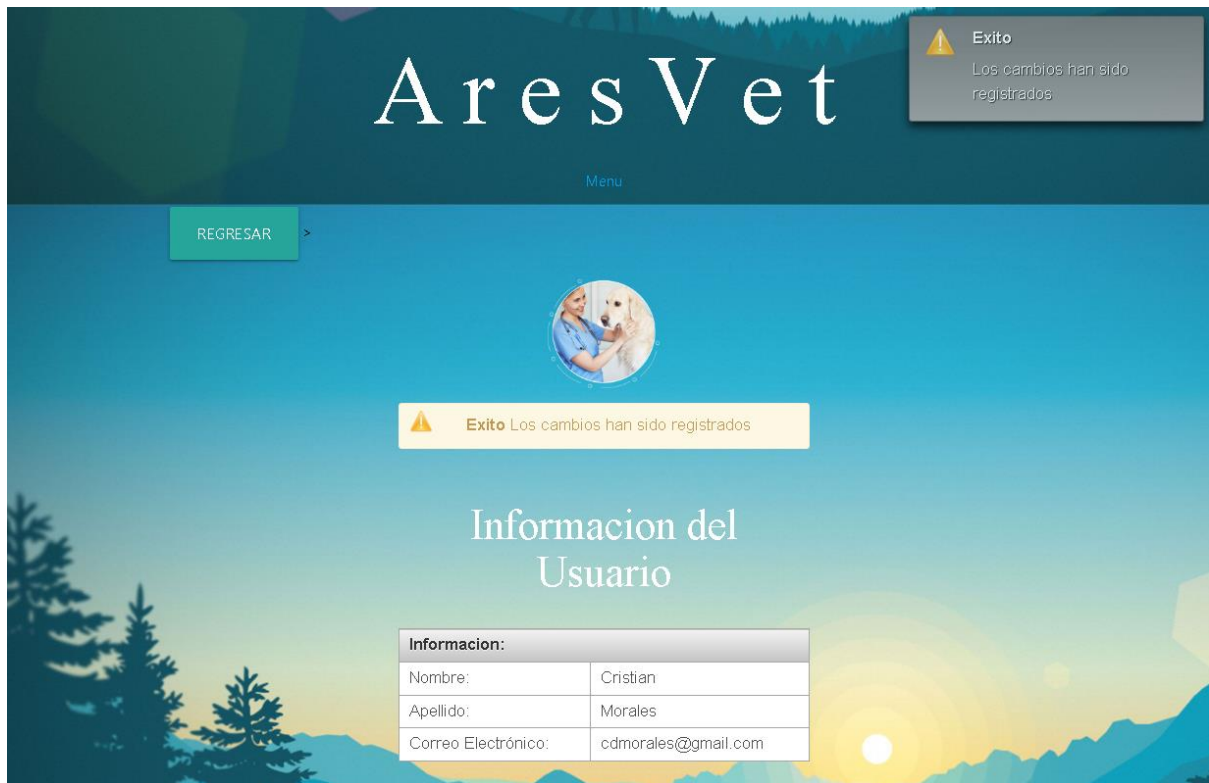 AresVet
Exito
Los cambios han sido
registrados
Menu
REGRESAR >
Exito Los cambios han sido registrados
Informacion del
Usuario
Informacion:
Nombre: Cristian
Apellido: Morales
Correo Electrónico: cdmorales@gmail.com